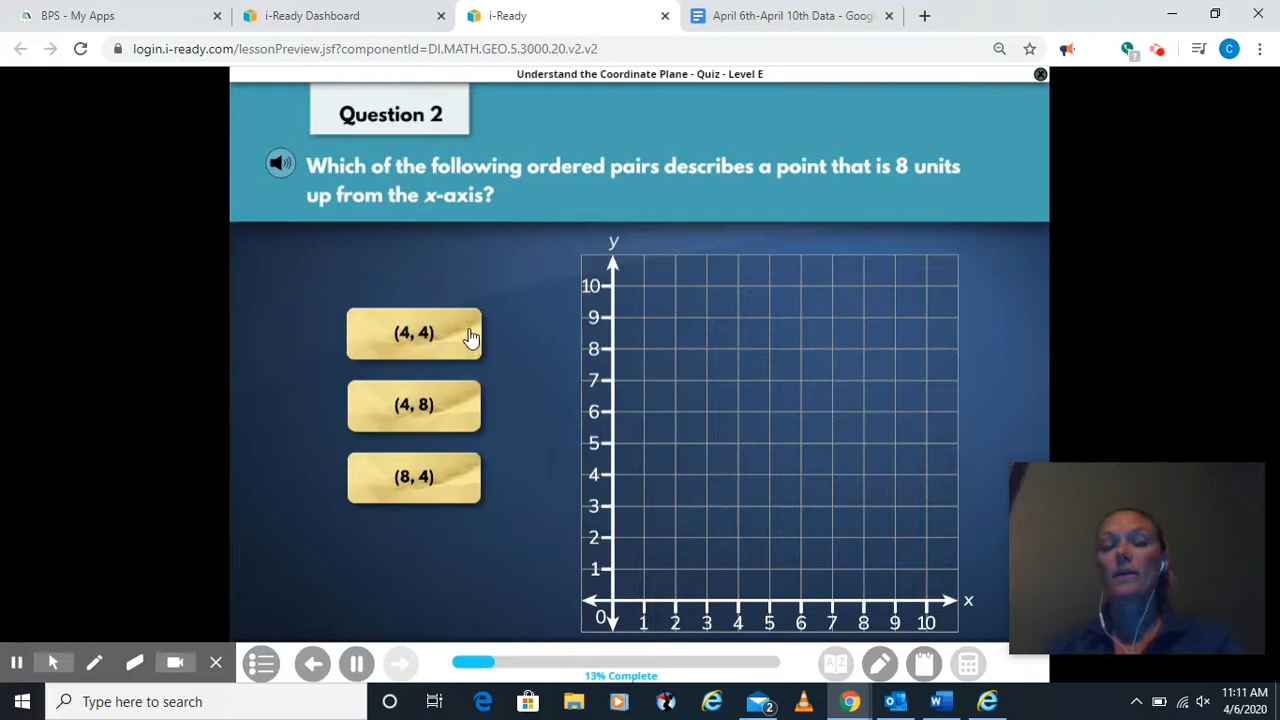 BPS - My Apps
i-Ready Dashboard
i-Ready
April 6th-April 10th Data - Goog
login.i-ready.com/lessonPreview.jsf?componentId=DI.MATH.GEO.5.3000.20.v2.v2
C
?
Understand the Coordinate Plane - Quiz - Level E
Question 2
Which of the following ordered pairs describes a point that is 8 units
up from the x-axis?
(4, 4)
(4, 8)
(8, 4)
y
10
9
8
7
6
5
4
3
2
1
0
1 2 3 4 5 6 7 8 9 10
x
13% Complete
A Z
Type here to search
2
11:11 AM
4/6/2020